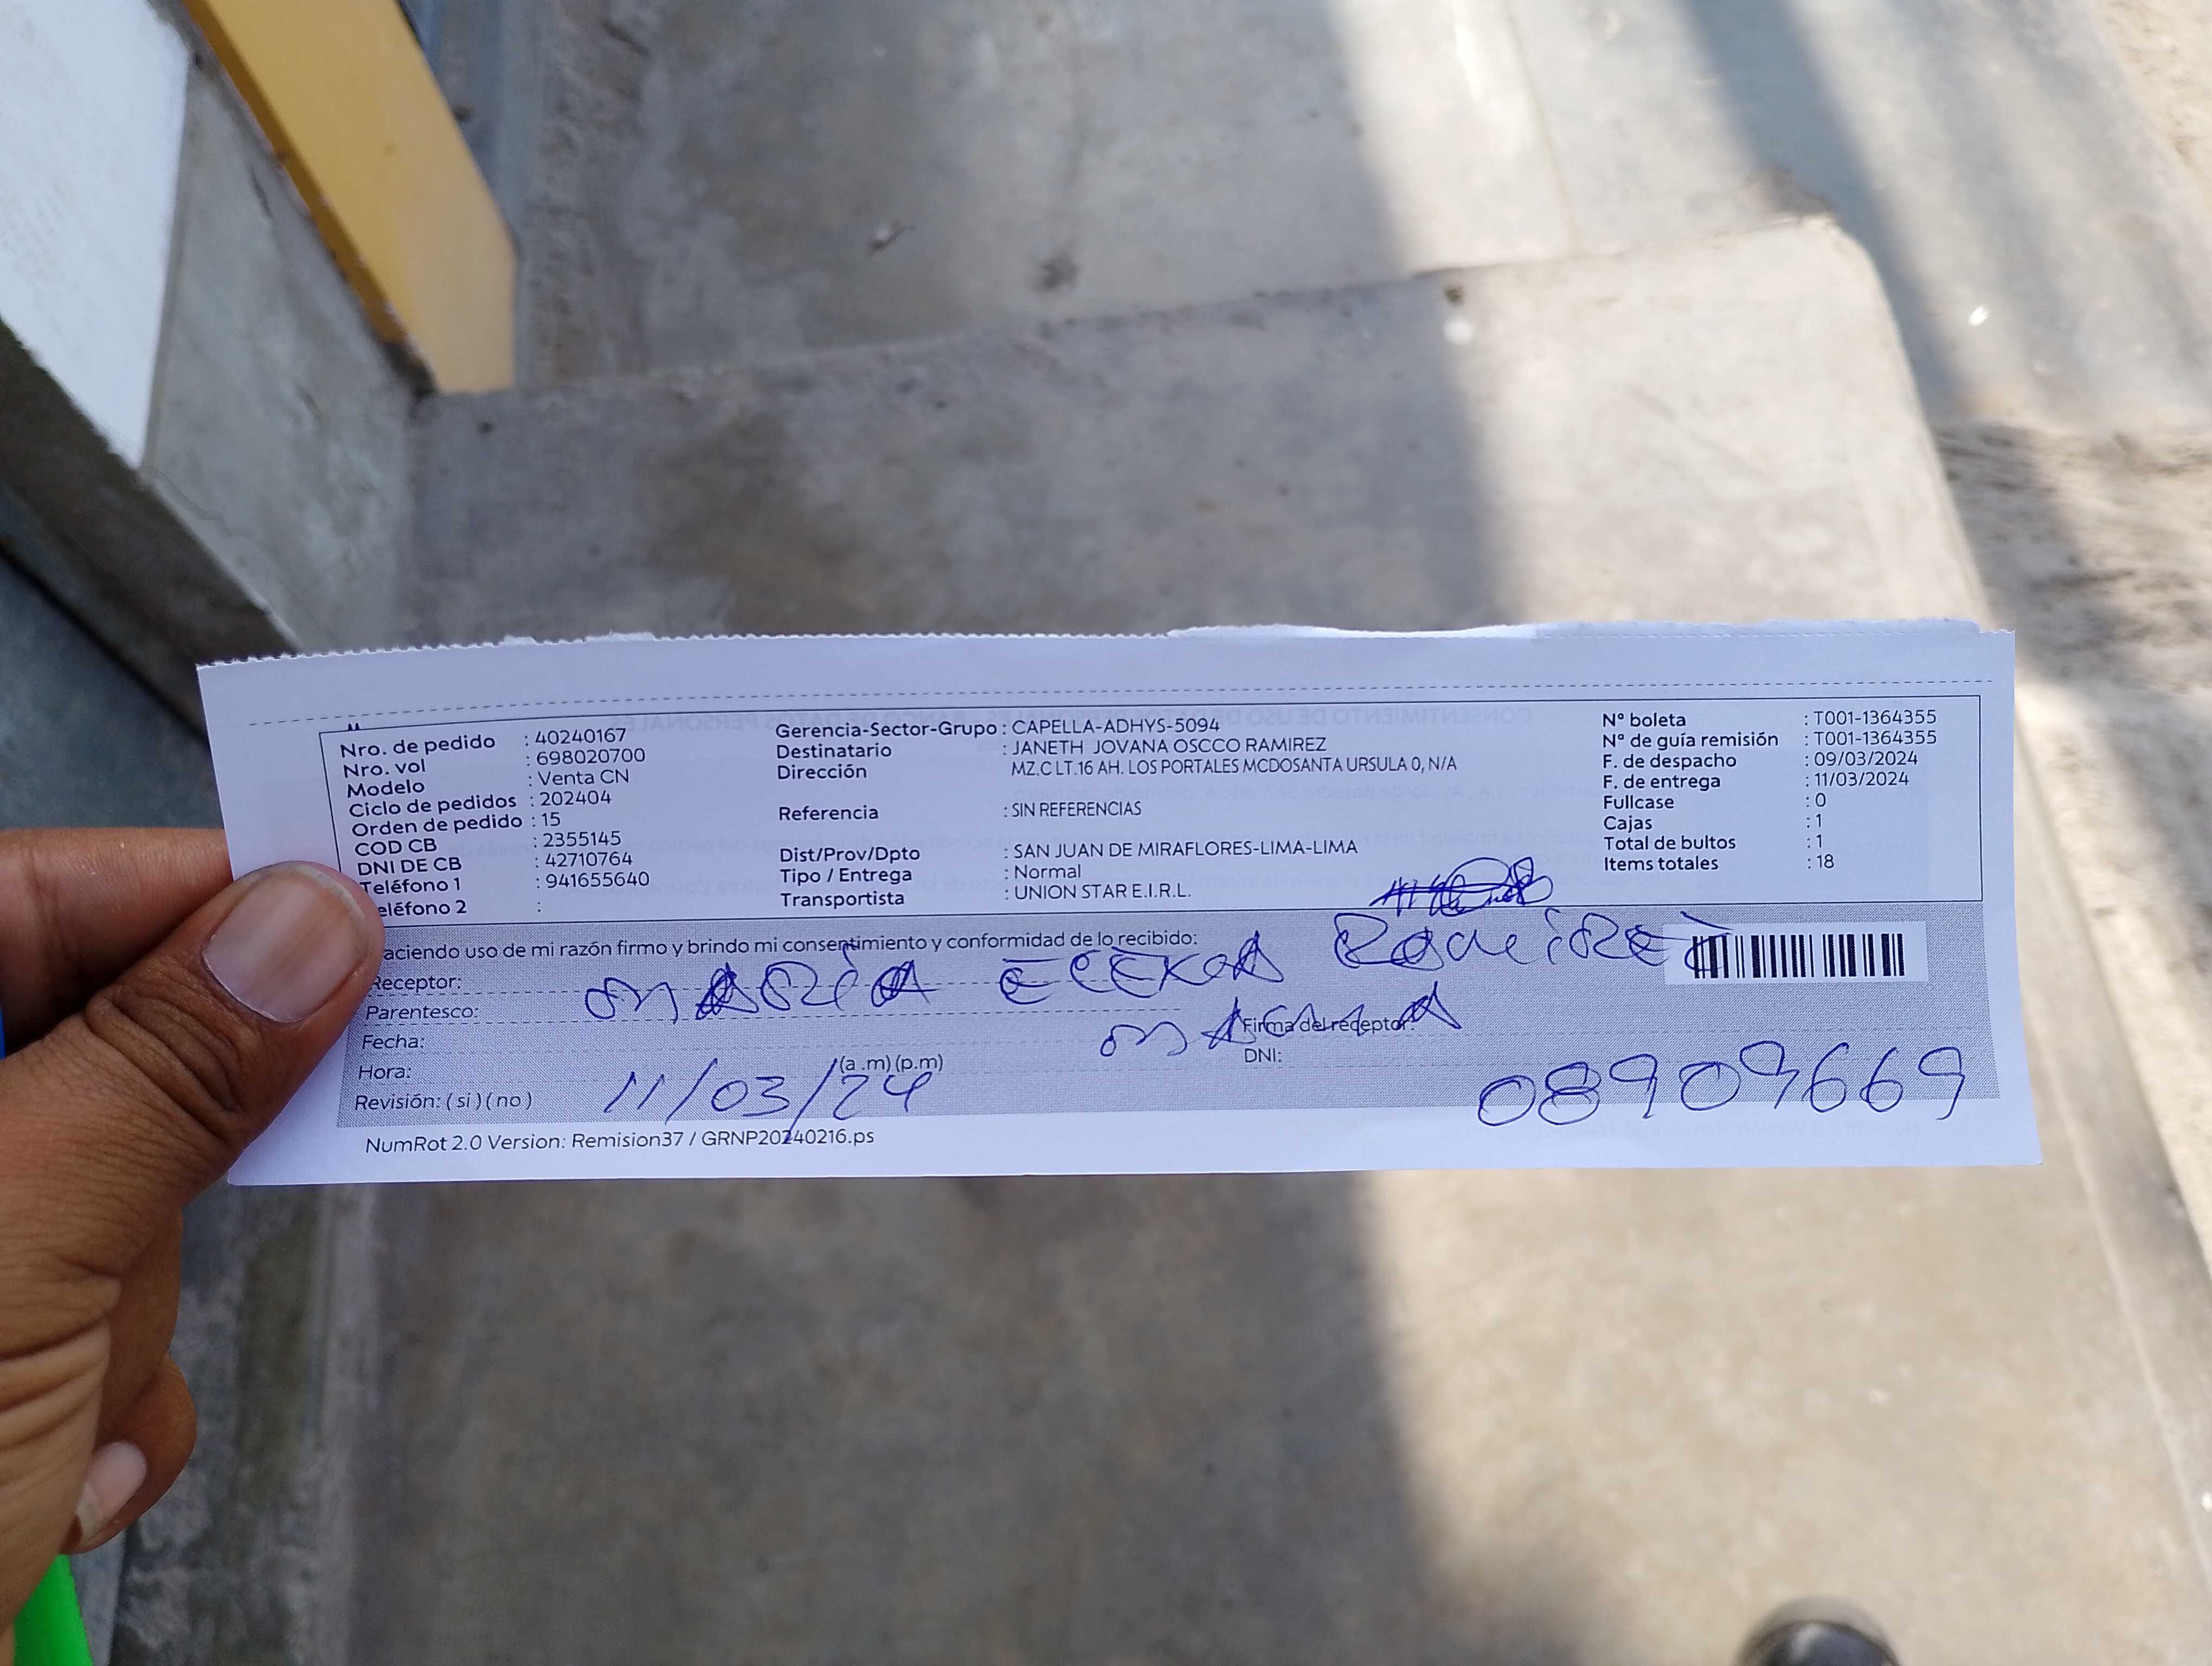 Nro. de pedido : 40240167
Nro. vol : 698020700
Modelo : Venta CN
Ciclo de pedidos : 202404
Orden de pedido : 15
COD CB : 2355145
DNI DE CB : 42710764
Teléfono 1 : 941655640
eléfono 2 :
Gerencia-Sector-Grupo : CAPELLA-ADHYS-5094
Destinatario : JANETH JOVANA OSCCO RAMIREZ
Dirección MZ.C LT.16 AH. LOS PORTALES MCDOSANTA URSULA 0, N/A
Referencia : SIN REFERENCIAS
Dist/Prov/Dpto : SAN JUAN DE MIRAFLORES-LIMA-LIMA
Tipo / Entrega : Normal
Transportista : UNION STAR E.I.R.L.
N° boleta : T001-1364355
N° de guía remisión : T001-1364355
F. de despacho : 09/03/2024
F. de entrega : 11/03/2024
Fullcase : 0
Cajas : 1
Total de bultos : 1
Items totales : 18
aciendo uso de mi razón firmo y brindo mi consentimiento y conformidad de lo recibido:
Receptor: maria
Parentesco:
Firma del receptor:
Fecha:
DNI: 08909669
Hora: (a .m) (p.m)
11/03/24
Revisión: ( si ) ( no )
NumRot 2.0 Version: Remision37 / GRNP20240216.ps